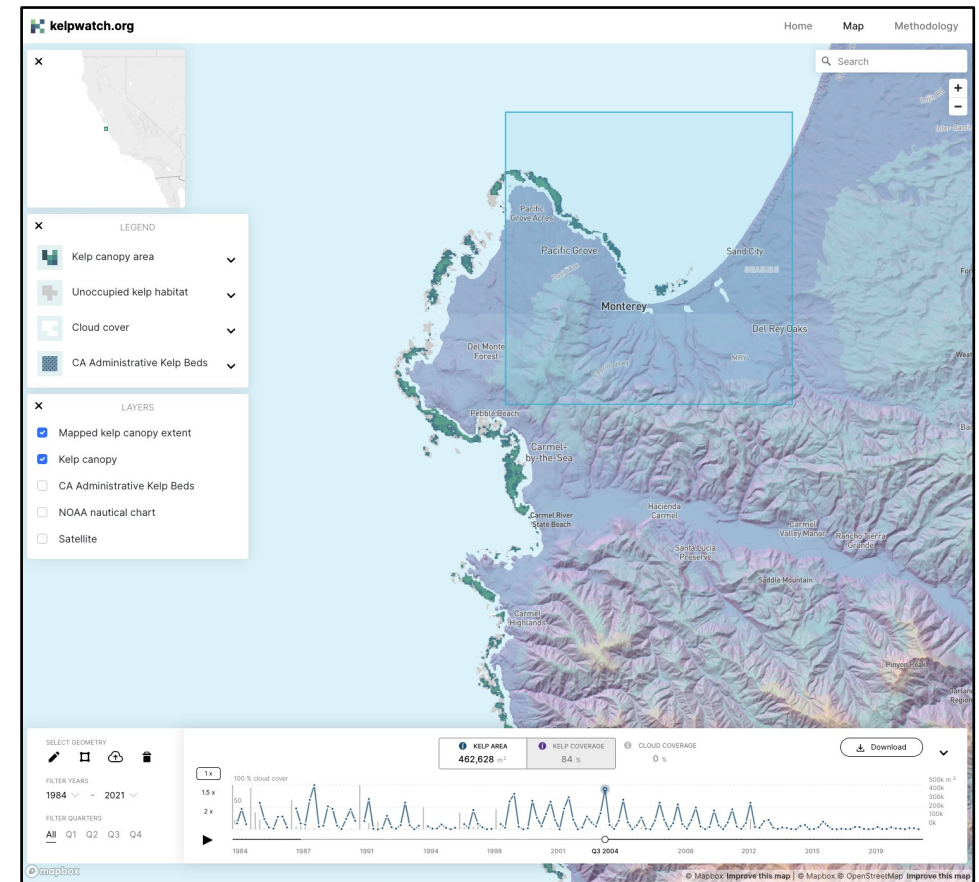 kelpwatch.org
Home Map Methodology
Search
LEGEND
Kelp canopy area
Unoccupied kelp habitat
Cloud cover
CA Administrative Kelp Beds
LAYERS
Mapped kelp canopy extent
Kelp canopy
CA Administrative Kelp Beds
NOAA nautical chart
Satellite
Pacific
Grove Acres
Pacific Grove
Sand City
SEASIDE
Monterey
Del Rey Oaks
MRY
Del Monte
Forest
Pebble Beach
Carmel-
by-the-Sea
Carmel River
State Beach
Hacienda
Carmel
Carmel
Valley Manor
Rancho Tierra
Grande
Santa Lucia
Preserve
Saddle Mountain
Carmel
Highlands
Pinyon Peak
SELECT GEOMETRY
FILTER YEARS
1984 - 2021
FILTER QUARTERS
All Q1 Q2 Q3 Q4
KELP AREA
462,628 m²
KELP COVERAGE
84 %
CLOUD COVERAGE
0 %
Download
1 x
1.5 x
2 x
100 % cloud cover
50
500k m²
400k
300k
200k
100k
0k
1984 1987 1991 1994 1998 2001 Q3 2004 2008 2012 2015 2019
mapbox
© Mapbox Improve this map | © Mapbox © OpenStreetMap Improve this map